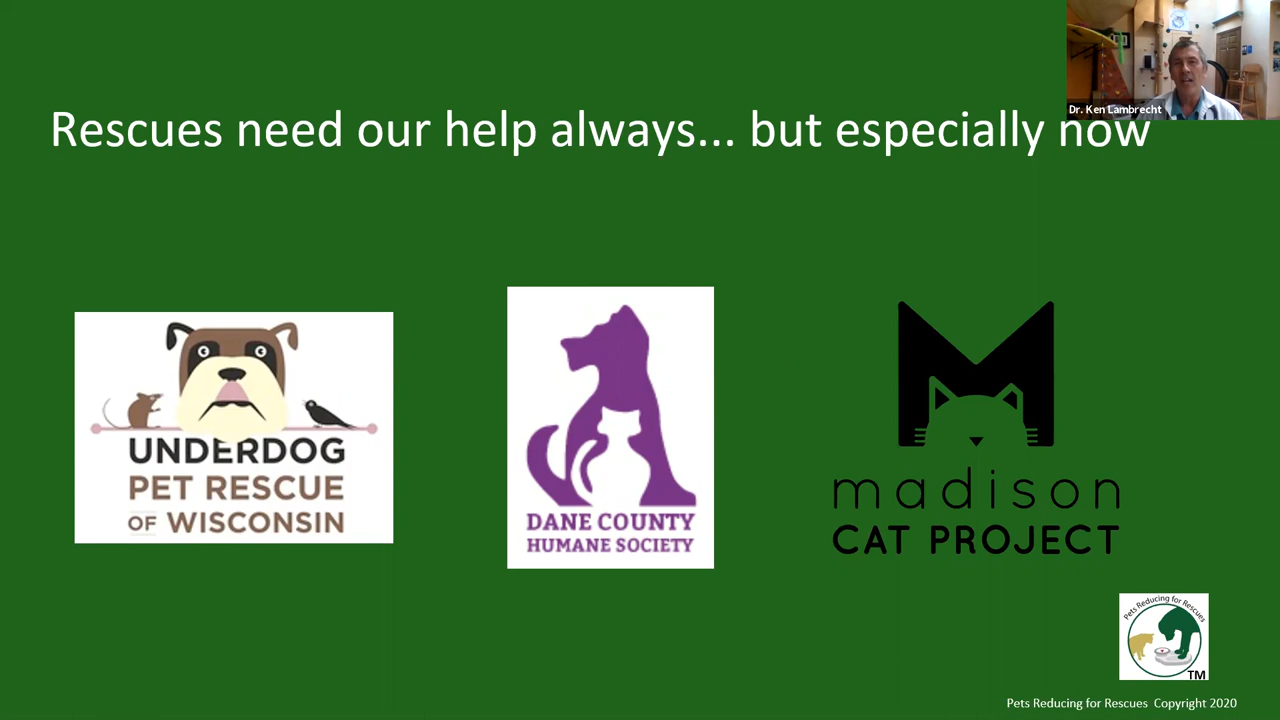 Dr. Ken Lambrecht
Rescues need our help always... but especially now
UNDERDOG
PET RESCUE
OF WISCONSIN
DANE COUNTY
HUMANE SOCIETY
madison
CAT PROJECT
Pets Reducing for Rescues
TM
Pets Reducing for Rescues Copyright 2020